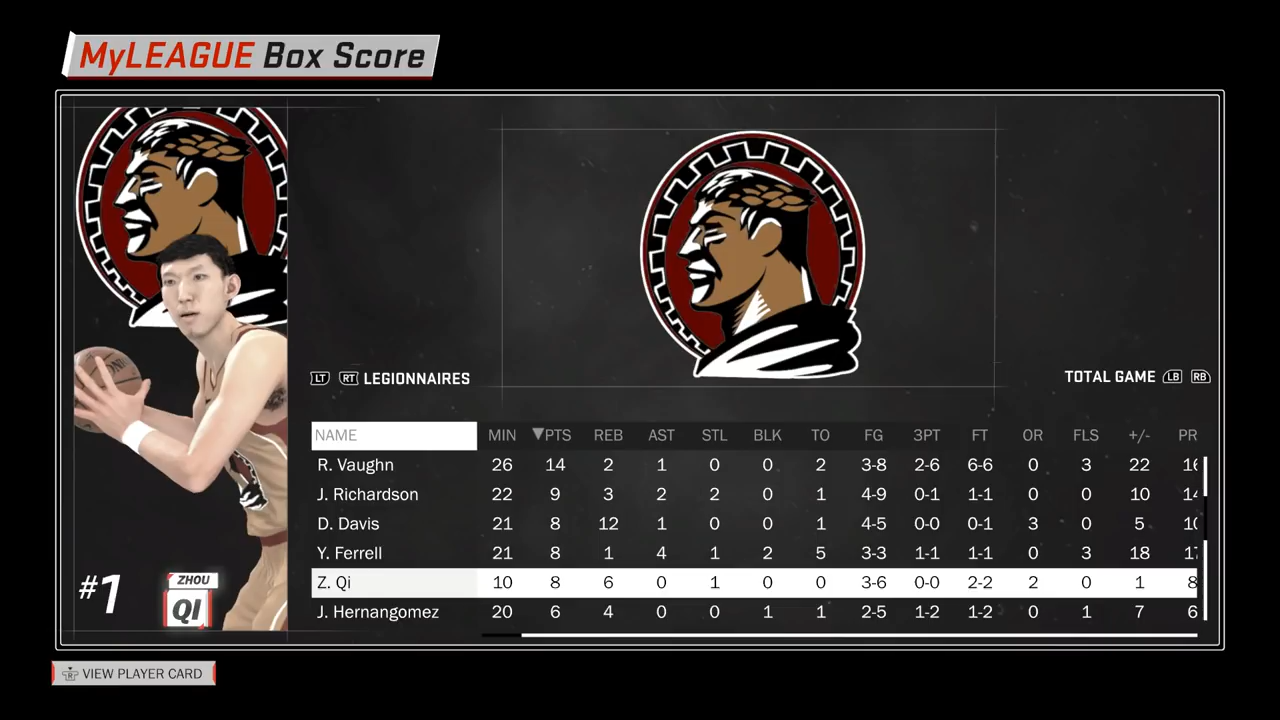 MyLEAGUE Box Score
LT RT LEGIONNAIRES
TOTAL GAME LB RB
NAME MIN ▼PTS REB AST STL BLK TO FG 3PT FT OR FLS +/- PR
R. Vaughn 26 14 2 1 0 0 2 3-8 2-6 6-6 0 3 22 16
J. Richardson 22 9 3 2 2 0 1 4-9 0-1 1-1 0 0 10 14
D. Davis 21 8 12 1 0 0 1 4-5 0-0 0-1 3 0 5 10
Y. Ferrell 21 8 1 4 1 2 5 3-3 1-1 1-1 0 3 18 17
Z. Qi 10 8 6 0 1 0 0 3-6 0-0 2-2 2 0 1 8
J. Hernangomez 20 6 4 0 0 1 1 2-5 1-2 1-2 0 1 7 6
#1
ZHOU
QI
R VIEW PLAYER CARD